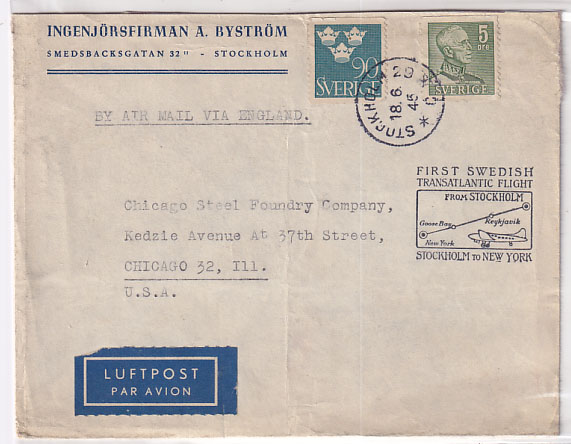 INGENJÖRSFIRMAN A. BYSTRÖM
SMEDSBACKSGATAN 32II - STOCKHOLM
90
SVERIGE
5
öre
SVERIGE
STOCKHOLM 29
18.6.
45
BY AIR MAIL VIA ENGLAND.
FIRST SWEDISH
TRANSATLANTIC FLIGHT
FROM STOCKHOLM
Goose Bay
Reykjavik
New York
STOCKHOLM TO NEW YORK
Chicago Steel Foundry Company,
Kedzie Avenue At 37th Street,
CHICAGO 32, Ill.
U.S.A.
LUFTPOST
PAR AVION